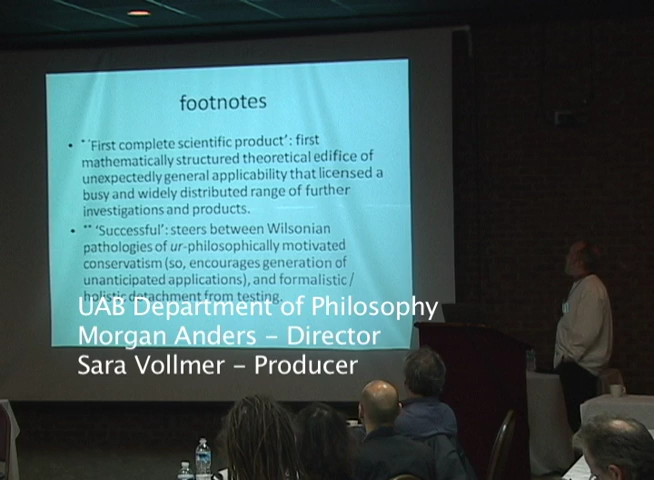 footnotes
• * 'First complete scientific product': first
mathematically structured theoretical edifice of
unexpectedly general applicability that licensed a
busy and widely distributed range of further
investigations and products.
• ** 'Successful': steers between Wilsonian
pathologies of ur-philosophically motivated
conservatism (so, encourages generation of
unanticipated applications), and formalistic/
holistic detachment from testing.
UAB Department of Philosophy
Morgan Anders – Director
Sara Vollmer – Producer